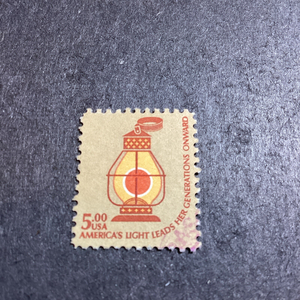 5.00
USA
AMERICA'S LIGHT LEADS HER GENERATIONS ONWARD